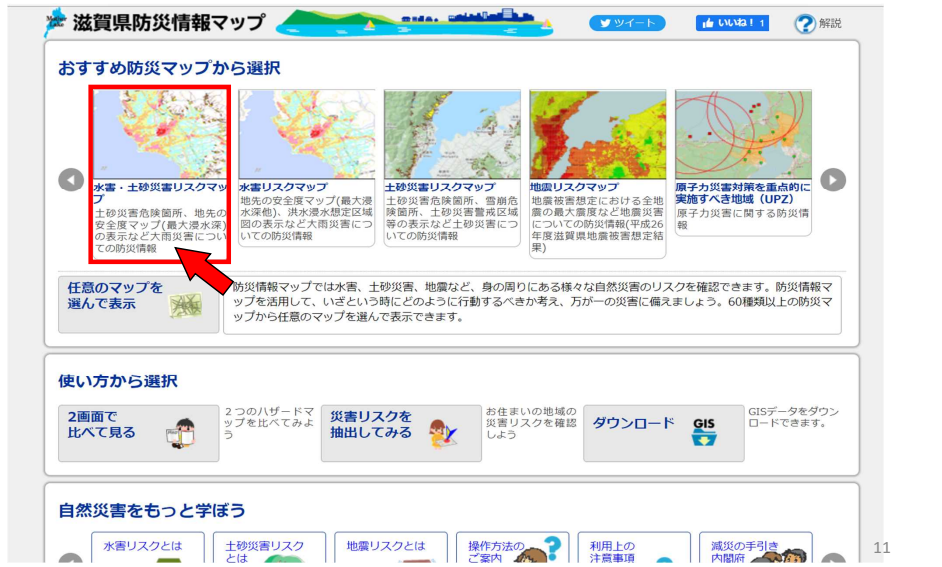 Mother Lake
滋賀県防災情報マップ
ツイート
いいね！ 1
解説
おすすめ防災マップから選択
水害・土砂災害リスクマッ
プ
土砂災害危険箇所、地先の
安全度マップ(最大浸水深)
の表示など大雨災害につい
ての防災情報
水害リスクマップ
地先の安全度マップ(最大浸
水深他)、洪水浸水想定区域
図の表示など大雨災害につ
いての防災情報
土砂災害リスクマップ
土砂災害危険箇所、雪崩危
険箇所、土砂災害警戒区域
等の表示など土砂災害につ
いての防災情報
地震リスクマップ
地震被害想定における全地
震の最大震度など地震災害
についての防災情報(平成26
年度滋賀県地震被害想定結
果)
原子力災害対策を重点的に
実施すべき地域（UPZ）
原子力災害に関する防災情
報
任意のマップを
選んで表示
防災情報マップでは水害、土砂災害、地震など、身の周りにある様々な自然災害のリスクを確認できます。防災情報マ
ップを活用して、いざという時にどのように行動するべきか考え、万が一の災害に備えましょう。60種類以上の防災マ
ップから任意のマップを選んで表示できます。
使い方から選択
2画面で
比べて見る
２つのハザードマ
ップを比べてみよ
う
災害リスクを
抽出してみる
お住まいの地域の
災害リスクを確認
しよう
ダウンロード
GIS
GISデータをダウン
ロードできます。
自然災害をもっと学ぼう
水害リスクとは
土砂災害リスク
とは
地震リスクとは
操作方法の
ご案内
利用上の
注意事項
減災の手引き
内閣府
11